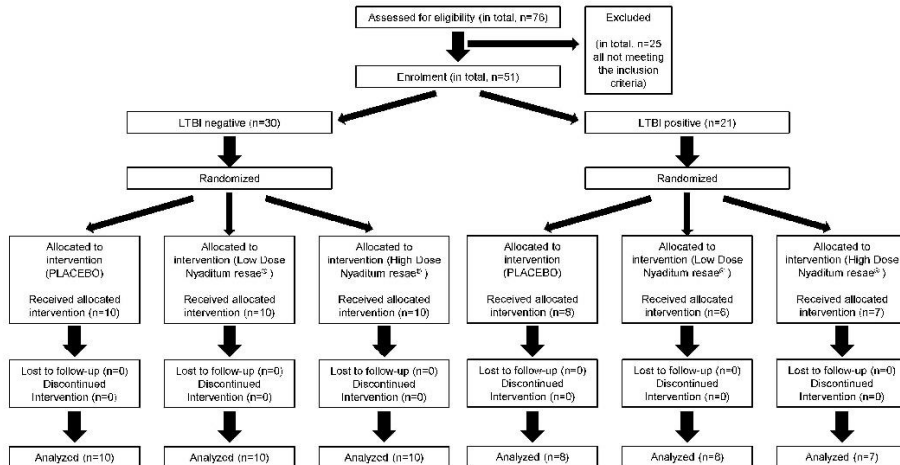 Assessed for eligibility (in total, n=76)
Excluded
(in total, n=25
all not meeting
the inclusion
criteria)
Enrolment (in total, n=51)
LTBI negative (n=30)
LTBI positive (n=21)
Randomized
Randomized
Allocated to
intervention
(PLACEBO)
Received allocated
intervention (n=10)
Allocated to
intervention (Low Dose
Nyaditum resae®)
Received allocated
intervention (n=10)
Allocated to
intervention (High Dose
Nyaditum resae®)
Received allocated
intervention (n=10)
Allocated to
intervention
(PLACEBO)
Received allocated
intervention (n=8)
Allocated to
intervention (Low Dose
Nyaditum resae®)
Received allocated
intervention (n=6)
Allocated to
intervention (High Dose
Nyaditum resae®)
Received allocated
intervention (n=7)
Lost to follow-up (n=0)
Discontinued
Intervention (n=0)
Lost to follow-up (n=0)
Discontinued
Intervention (n=0)
Lost to follow-up (n=0)
Discontinued
Intervention (n=0)
Lost to follow-up (n=0)
Discontinued
Intervention (n=0)
Lost to follow-up (n=0)
Discontinued
Intervention (n=0)
Lost to follow-up (n=0)
Discontinued
Intervention (n=0)
Analyzed (n=10)
Analyzed (n=10)
Analyzed (n=10)
Analyzed (n=8)
Analyzed (n=6)
Analyzed (n=7)